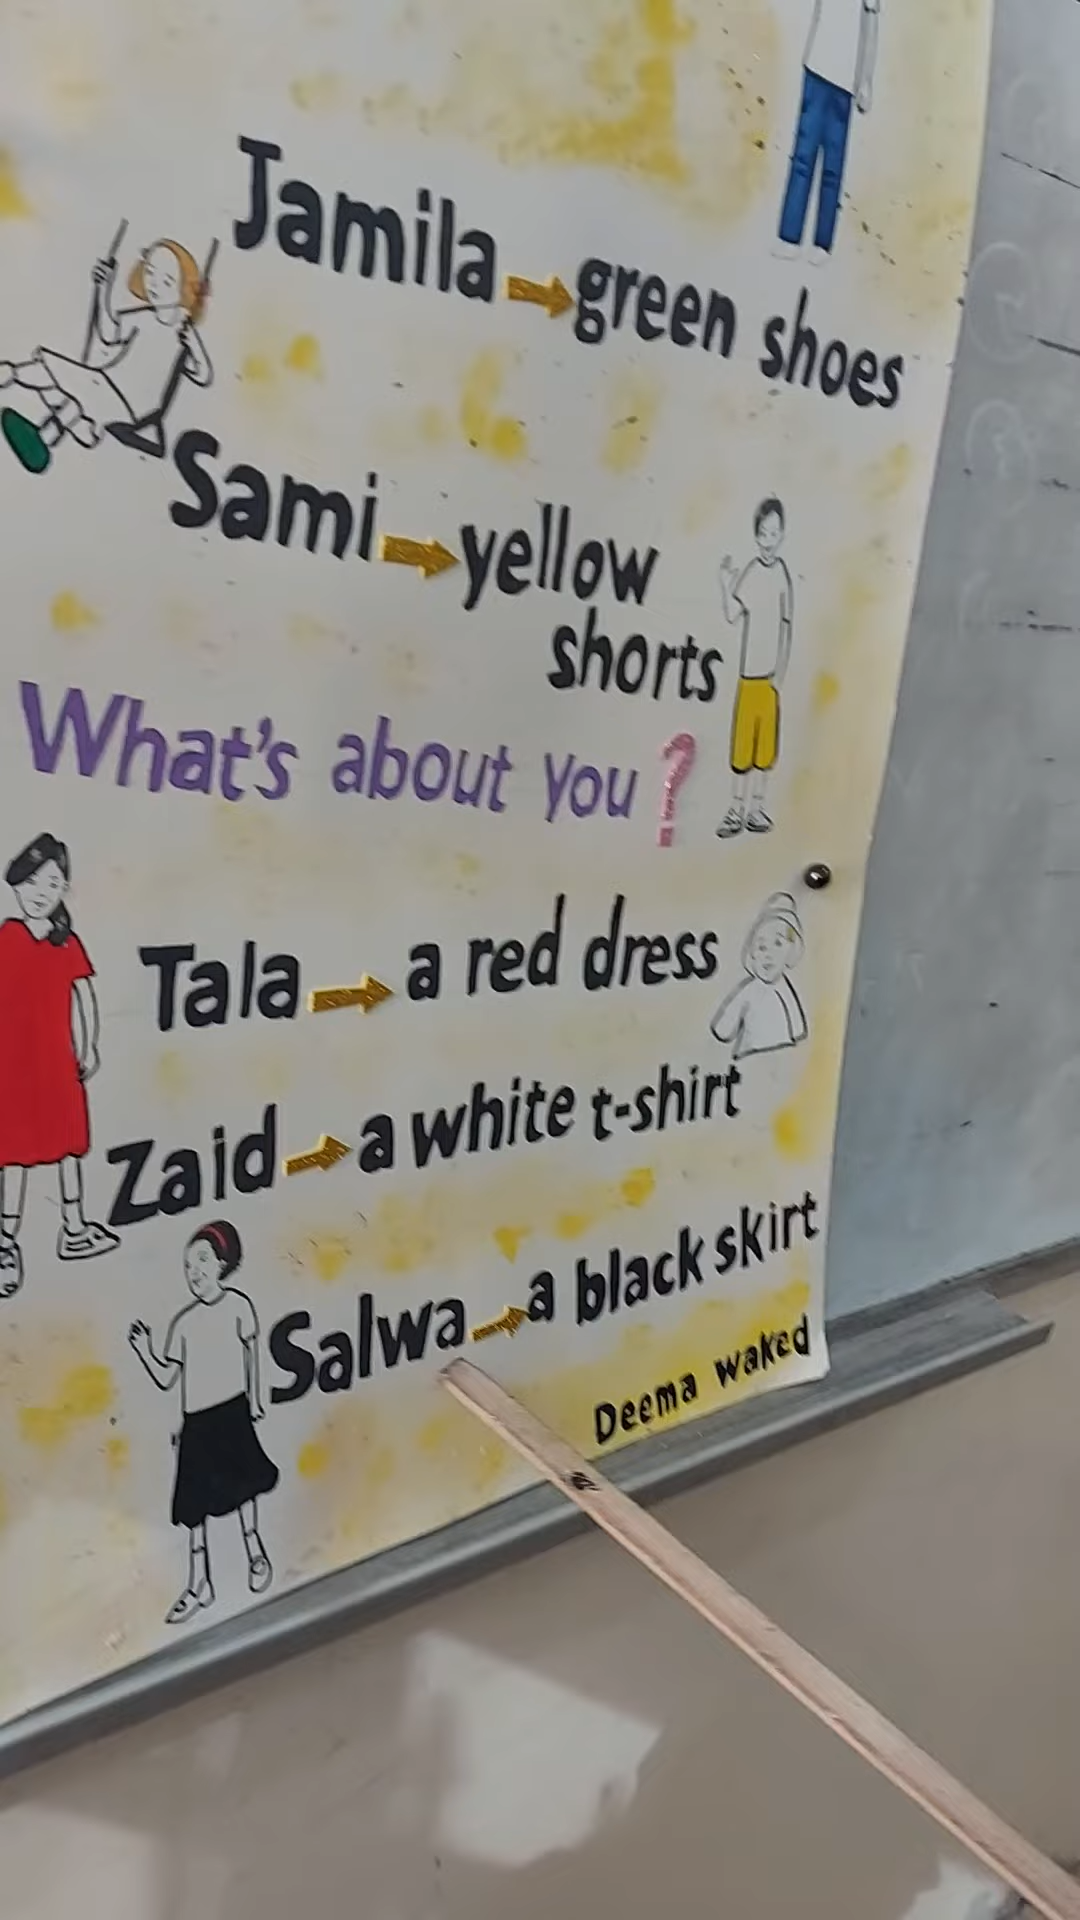 Jamila green shoes
Sami yellow
shorts
What's about you?
Tala a red dress
Zaid a white t-shirt
Salwa a black skirt
Deema waked